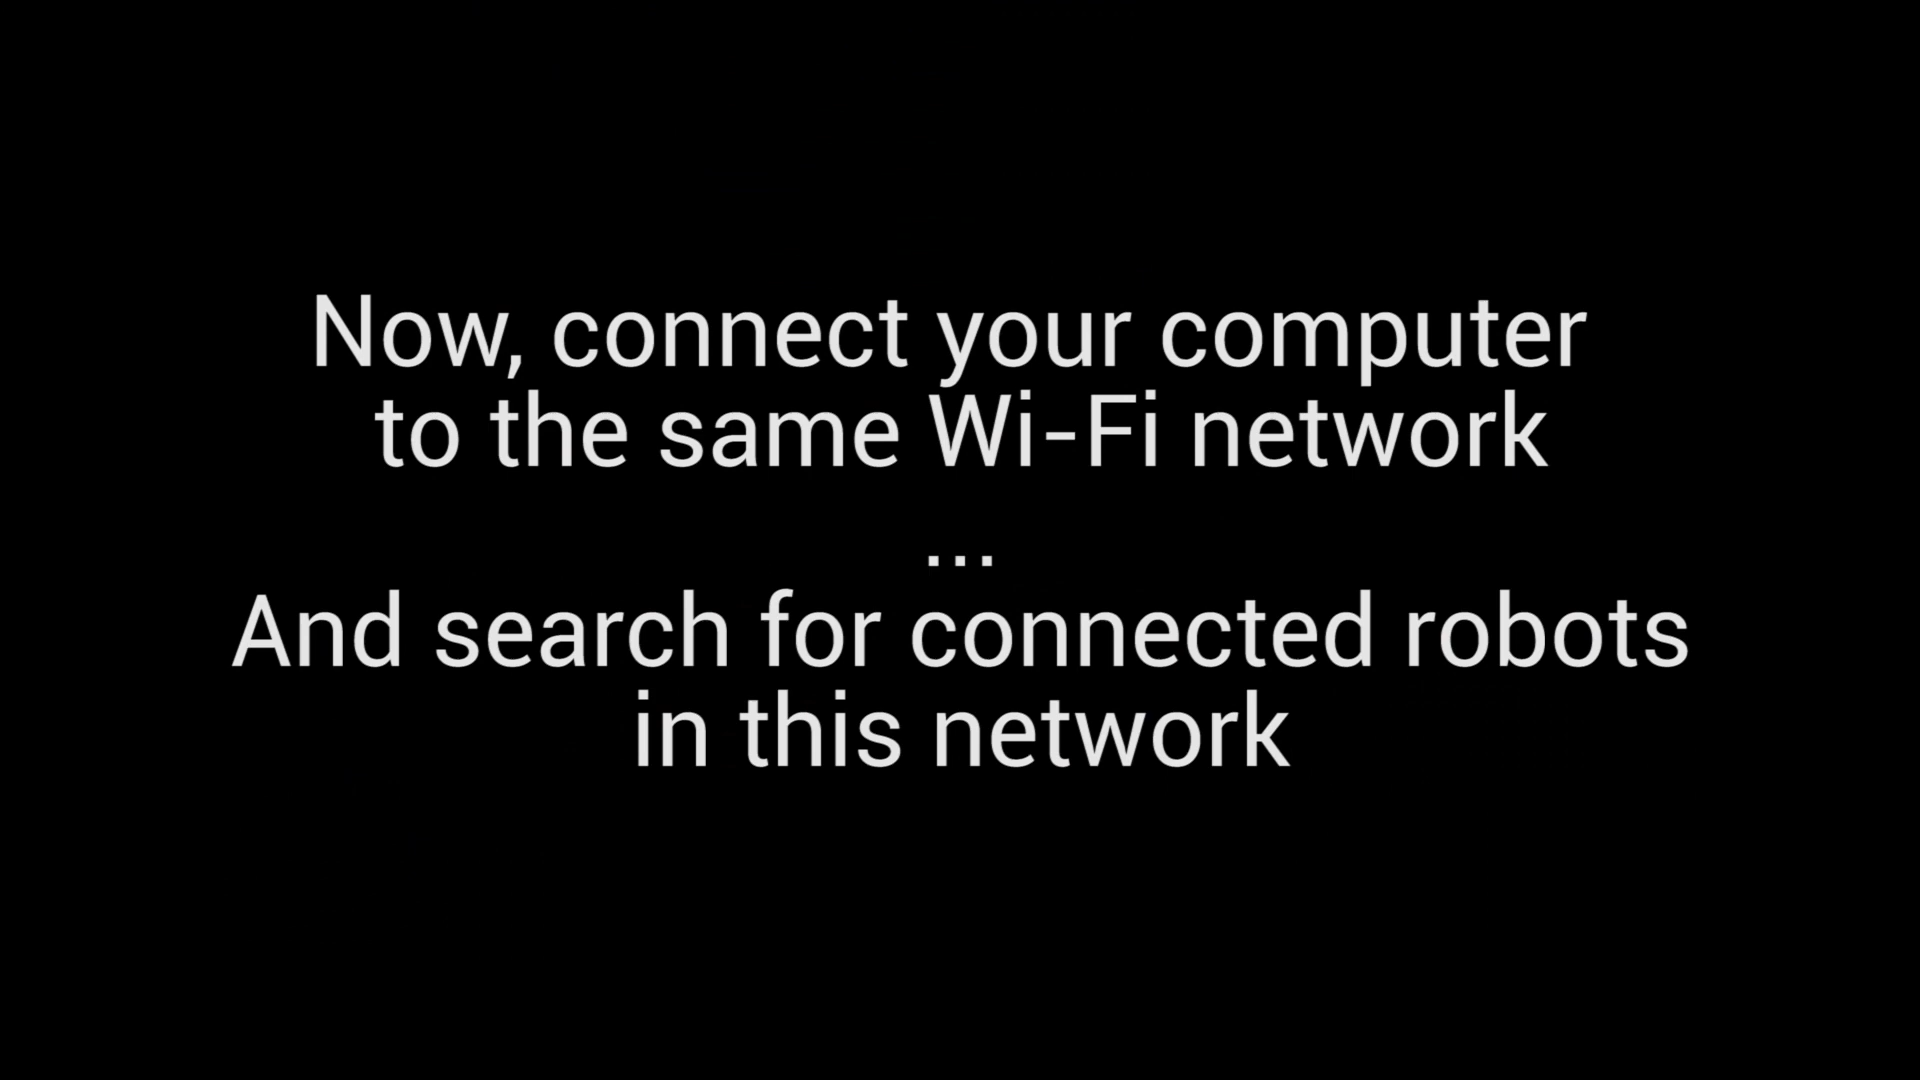 Now, connect your computer
to the same Wi-Fi network
...
And search for connected robots
in this network